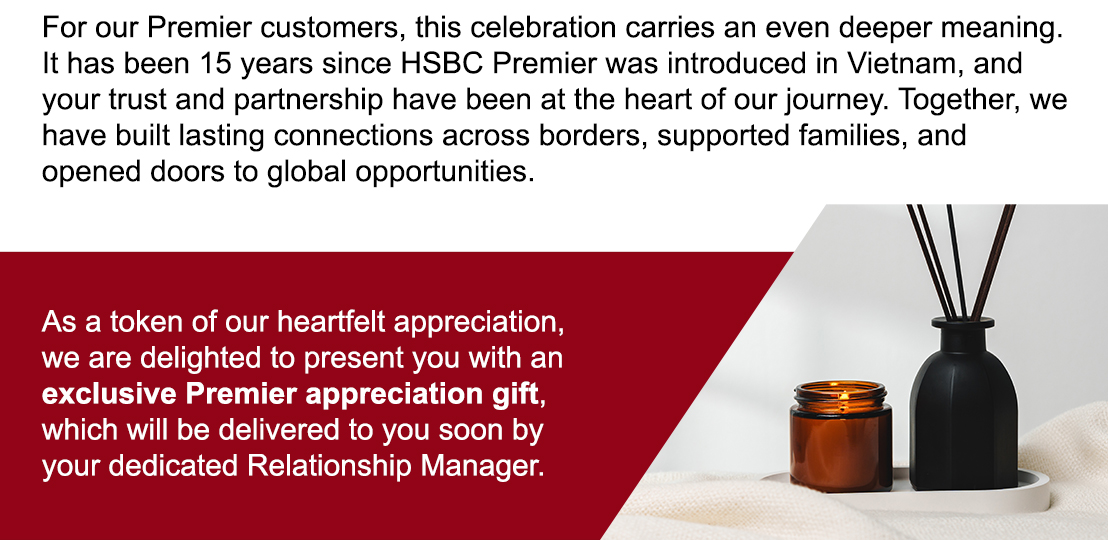 For our Premier customers, this celebration carries an even deeper meaning.
It has been 15 years since HSBC Premier was introduced in Vietnam, and
your trust and partnership have been at the heart of our journey. Together, we
have built lasting connections across borders, supported families, and
opened doors to global opportunities.
As a token of our heartfelt appreciation,
we are delighted to present you with an
exclusive Premier appreciation gift,
which will be delivered to you soon by
your dedicated Relationship Manager.